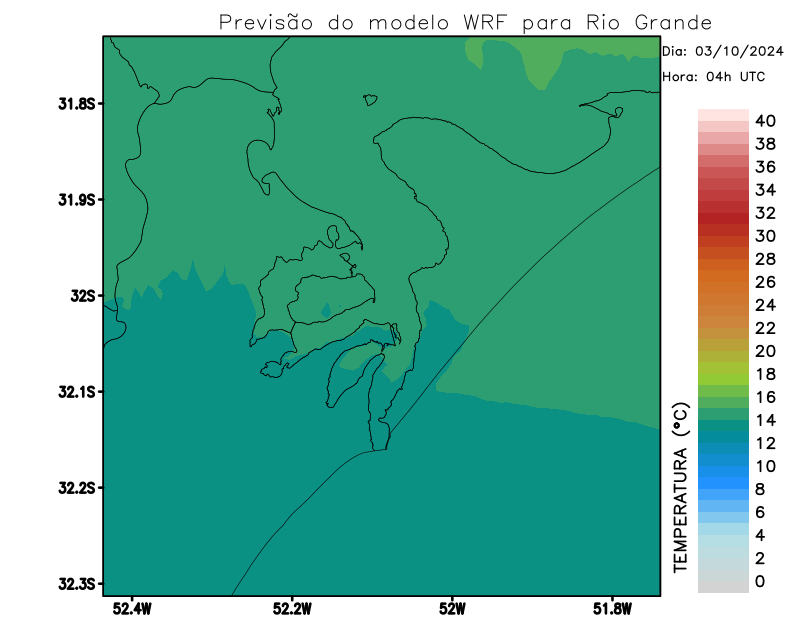 Previsão do modelo WRF para Rio Grande
Dia: 03/10/2024
Hora: 04h UTC
31.8S
31.9S
32S
32.1S
32.2S
32.3S
52.4W
52.2W
52W
51.8W
40
38
36
34
32
30
28
26
24
22
20
18
16
14
12
10
8
6
4
2
0
TEMPERATURA (°C)